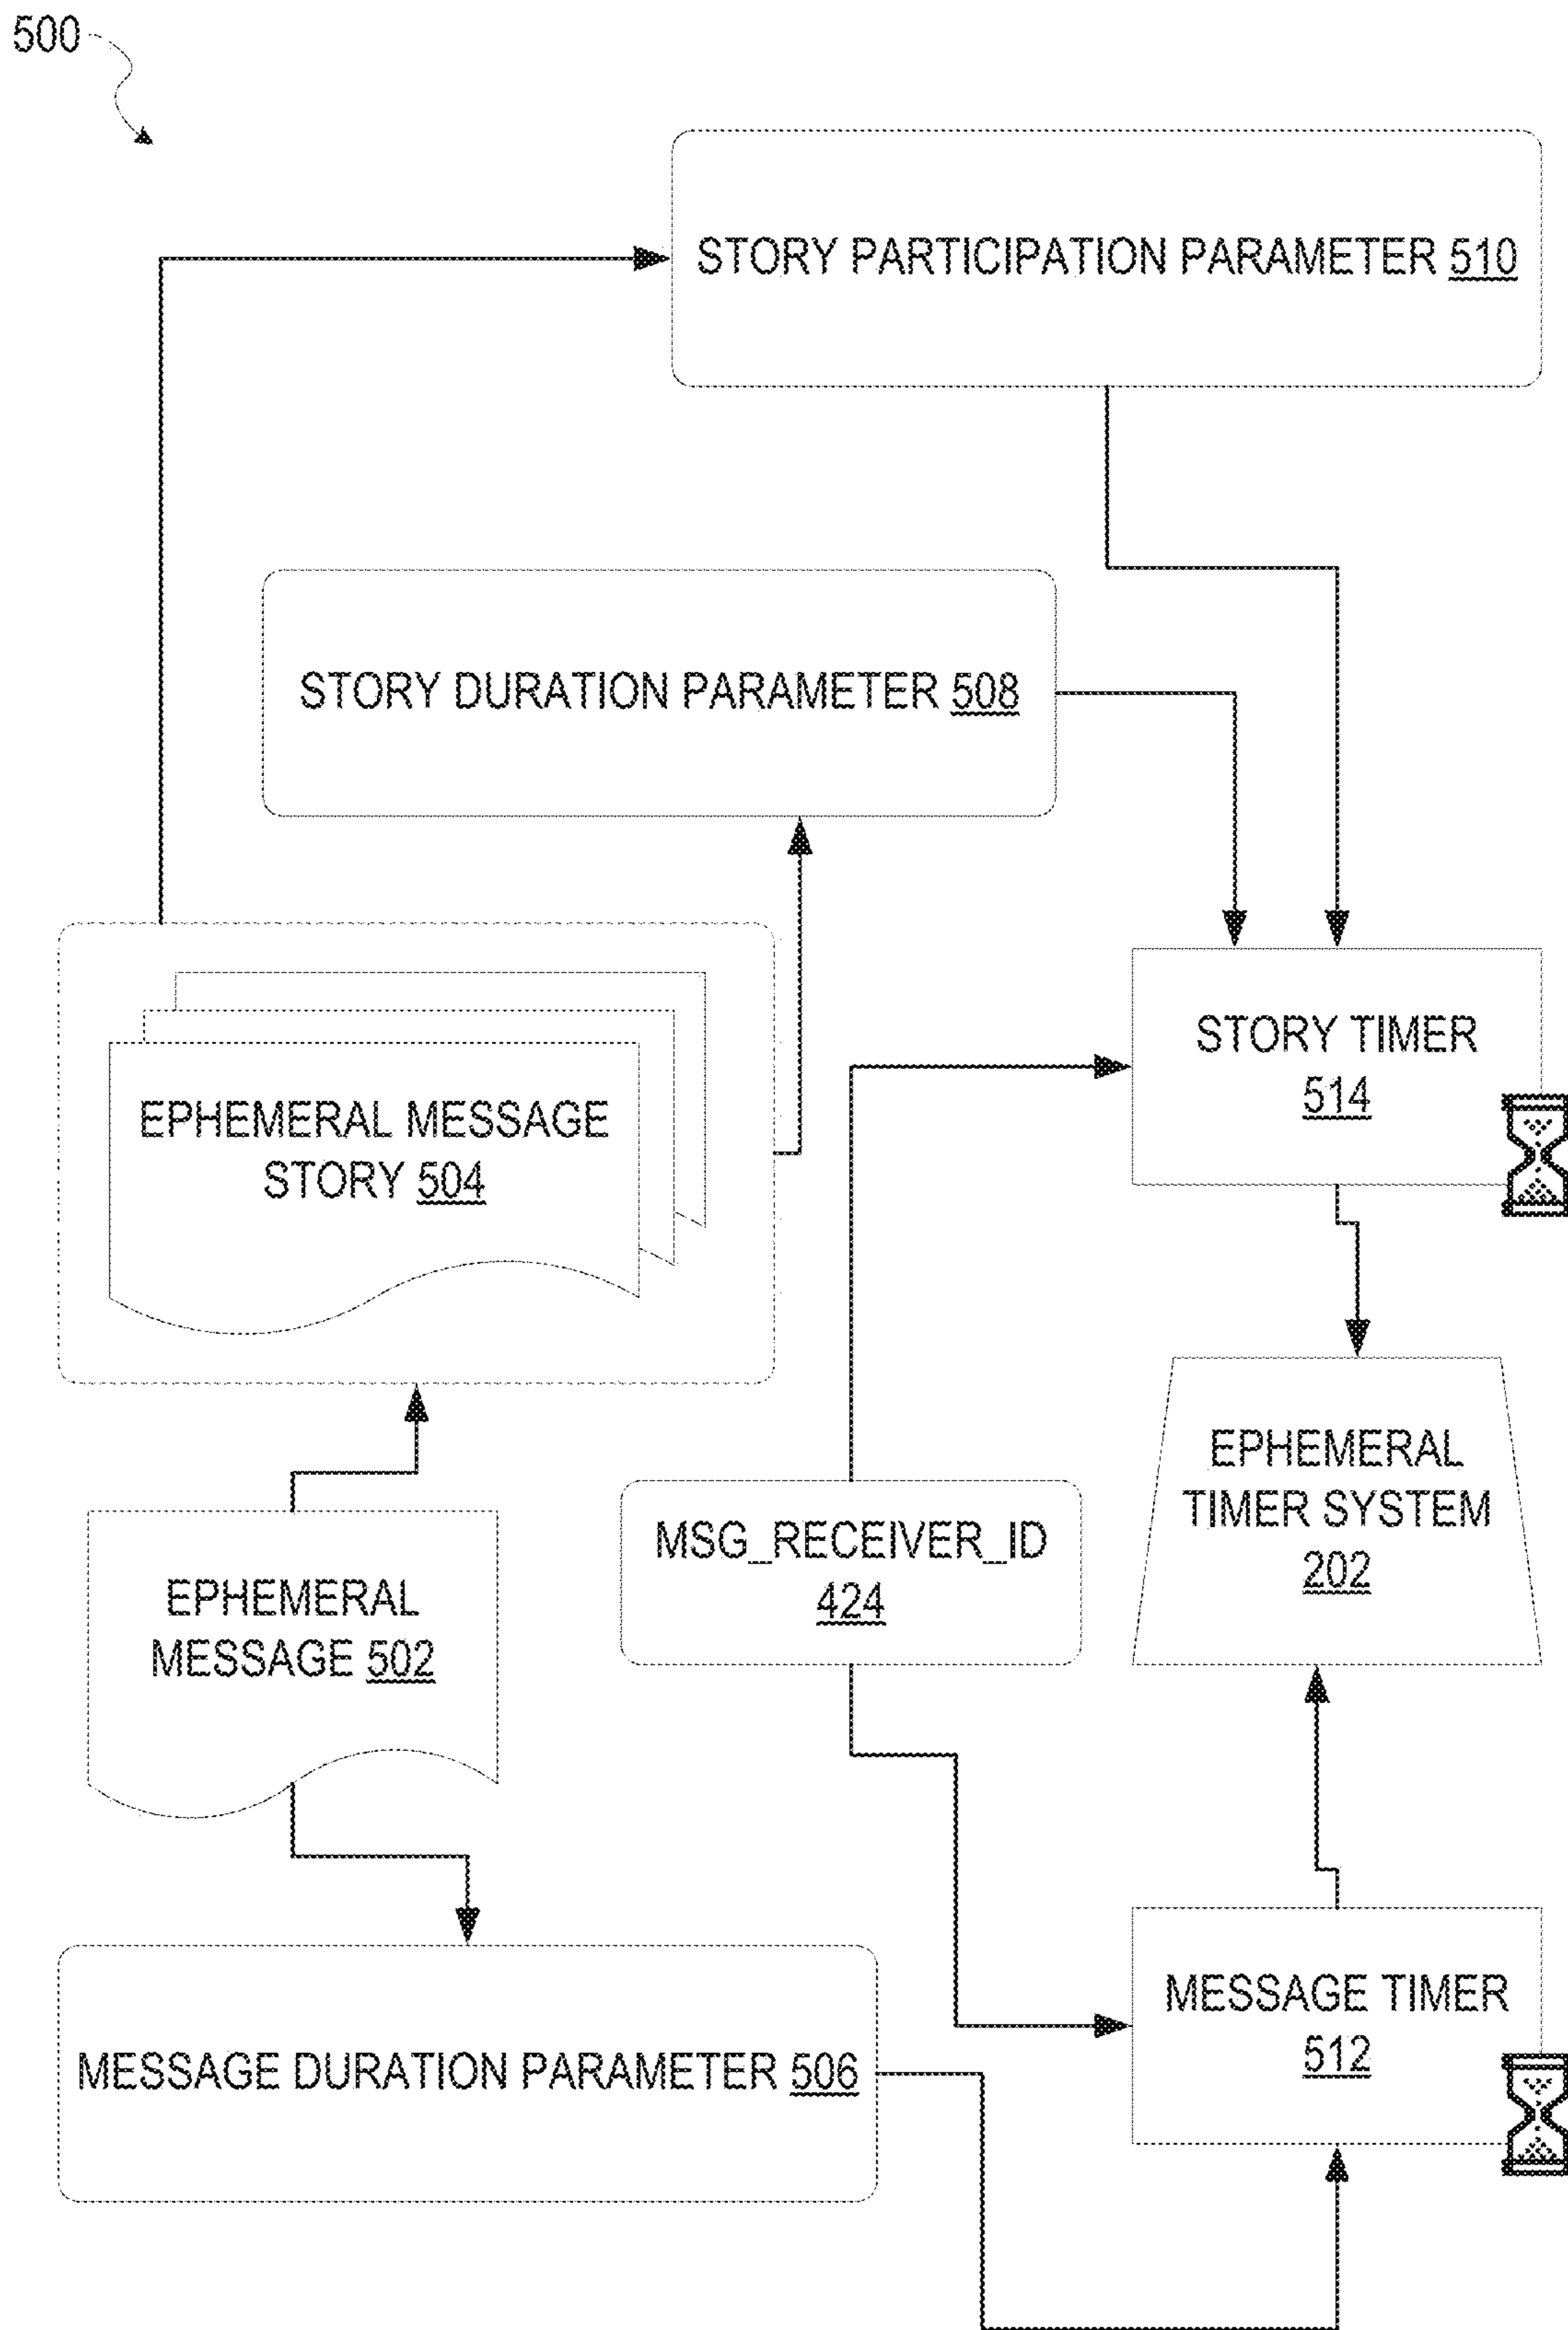 500
STORY PARTICIPATION PARAMETER 510
STORY DURATION PARAMETER 508
STORY TIMER
514
EPHEMERAL MESSAGE
STORY 504
EPHEMERAL
TIMER SYSTEM
202
MSG_RECEIVER_ID
424
EPHEMERAL
MESSAGE 502
MESSAGE TIMER
512
MESSAGE DURATION PARAMETER 506